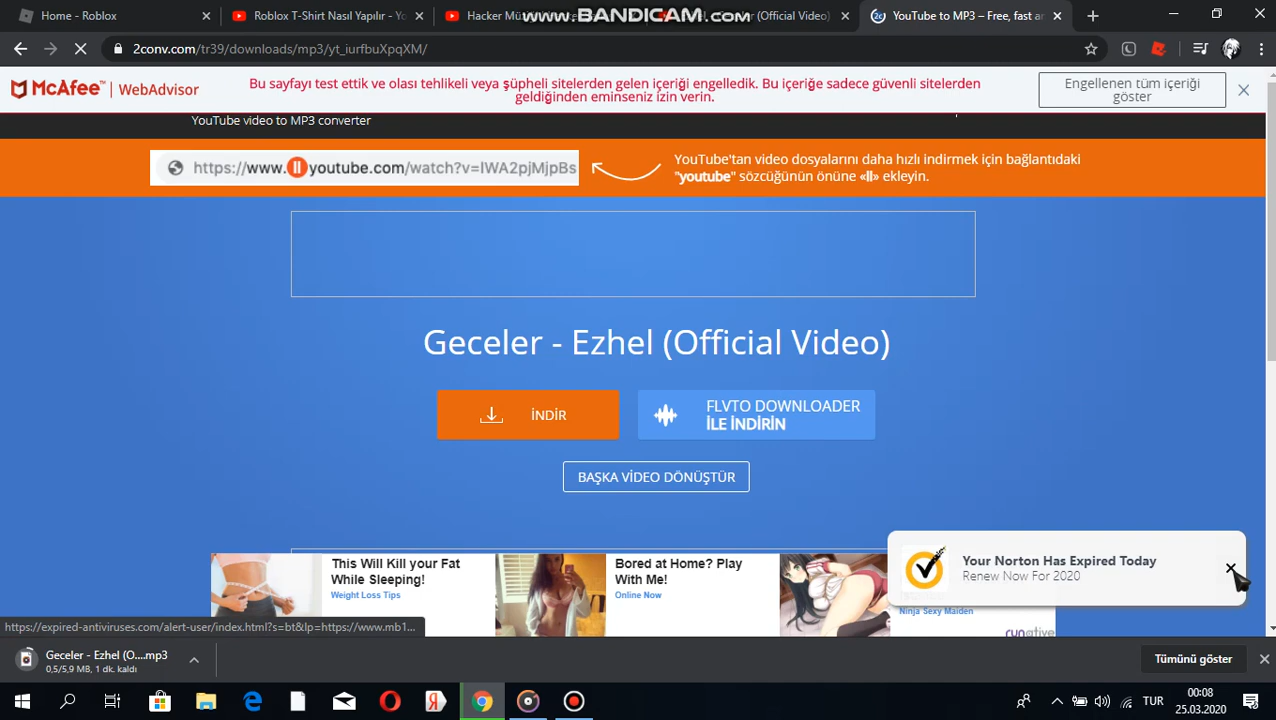 www.BANDICAM.com
Home - Roblox
Roblox T-Shirt Nasıl Yapılır - Yo
Hacker Mü
(Official Video)
YouTube to MP3 – Free, fast ar
2conv.com/tr39/downloads/mp3/yt_iurfbuXpqXM/
McAfee™ | WebAdvisor
Bu sayfayı test ettik ve olası tehlikeli veya şüpheli sitelerden gelen içeriği engelledik. Bu içeriğe sadece güvenli sitelerden
geldiğinden eminseniz izin verin.
Engellenen tüm içeriği
göster
YouTube video to MP3 converter
https://www.llyoutube.com/watch?v=lWA2pjMjpBs
YouTube'tan video dosyalarını daha hızlı indirmek için bağlantıdaki
"youtube" sözcüğünün önüne «ll» ekleyin.
Geceler - Ezhel (Official Video)
İNDİR
FLVTO DOWNLOADER
İLE İNDİRİN
BAŞKA VİDEO DÖNÜŞTÜR
This Will Kill your Fat
While Sleeping!
Weight Loss Tips
Bored at Home? Play
With Me!
Online Now
Ninja Sexy Maiden
Your Norton Has Expired Today
Renew Now For 2020
https://expired-antiviruses.com/alert-user/index.html?s=bt&lp=https://www.mb1...
Geceler - Ezhel (O....mp3
0,5/5,9 MB, 1 dk. kaldı
Tümünü göster
TUR
00:08
25.03.2020